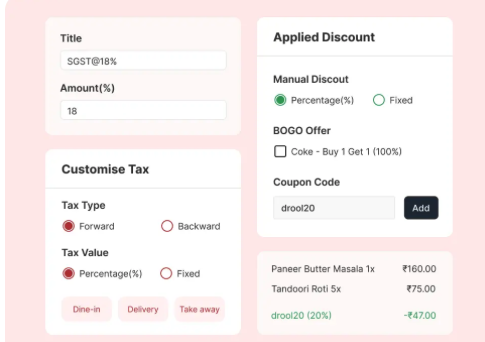 Title
SGST@18%
Amount(%)
18
Customise Tax
Tax Type
Forward
Backward
Tax Value
Percentage(%)
Fixed
Dine-in
Delivery
Take away
Applied Discount
Manual Discout
Percentage(%)
Fixed
BOGO Offer
Coke - Buy 1 Get 1 (100%)
Coupon Code
drool20
Add
Paneer Butter Masala 1x ₹160.00
Tandoori Roti 5x ₹75.00
drool20 (20%) -₹47.00